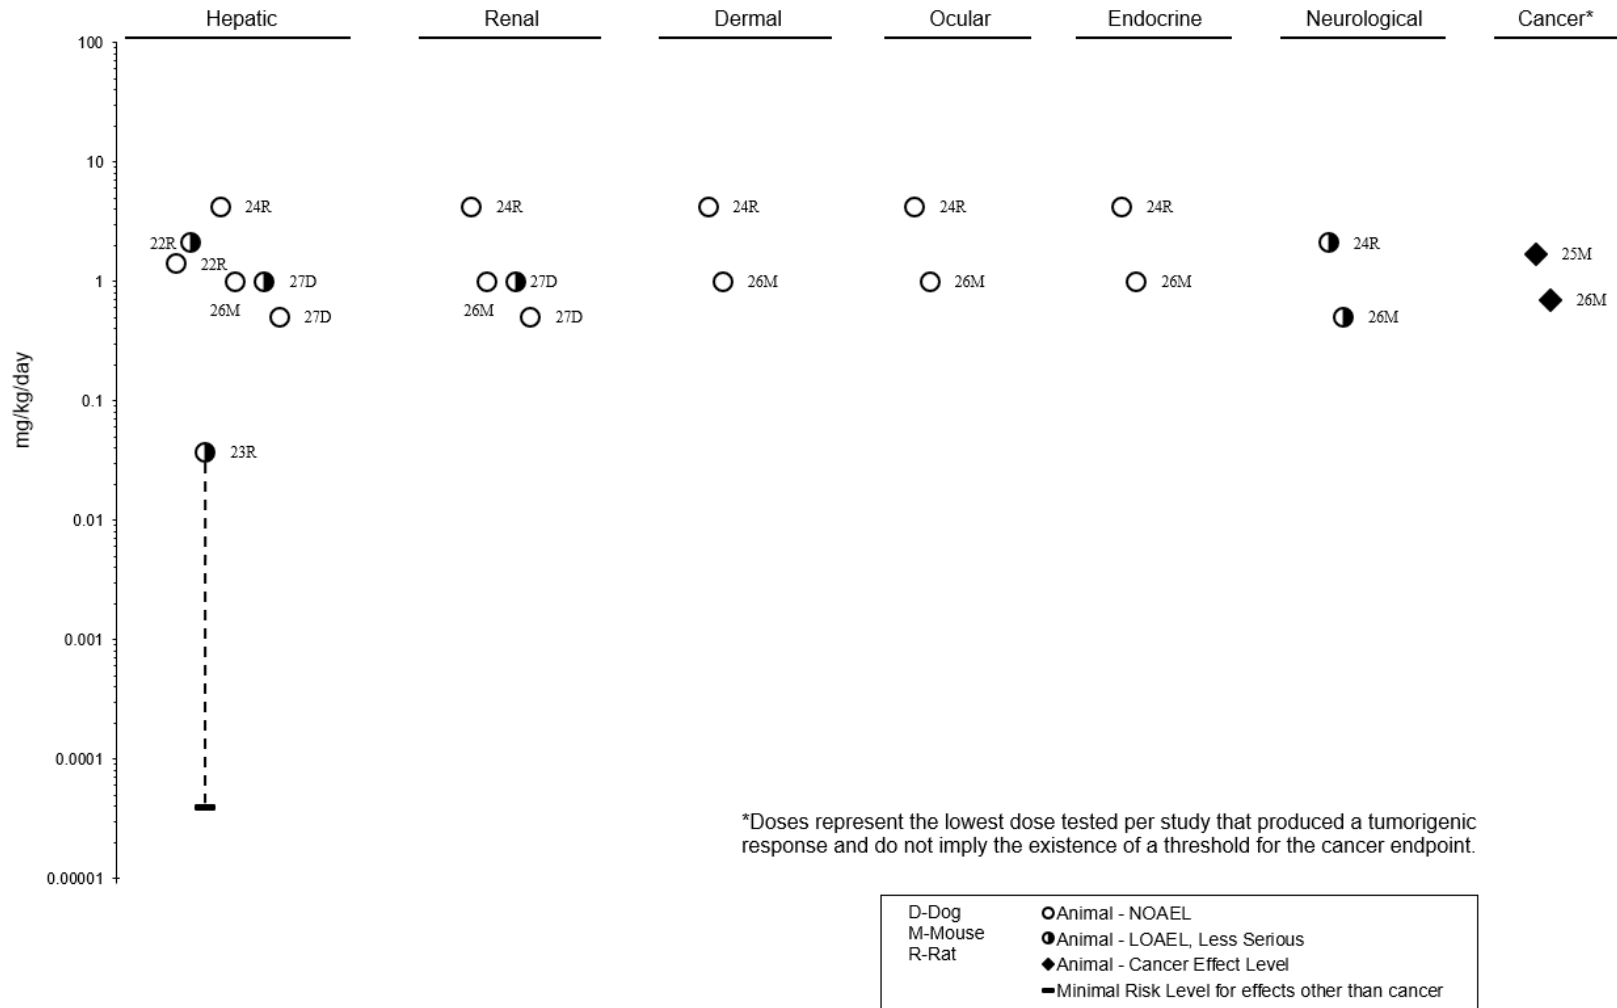 Hepatic Renal Dermal Ocular Endocrine Neurological Cancer*
100
10
24R 24R 24R 24R 24R
22R 24R
22R 25M
1 27D 27D 26M 26M 26M
26M 26M 26M
27D 27D 26M
mg/kg/day
0.1
23R
0.01
0.001
0.0001
0.00001
*Doses represent the lowest dose tested per study that produced a tumorigenic
response and do not imply the existence of a threshold for the cancer endpoint.
D-Dog
M-Mouse
R-Rat
Animal - NOAEL
Animal - LOAEL, Less Serious
Animal - Cancer Effect Level
Minimal Risk Level for effects other than cancer